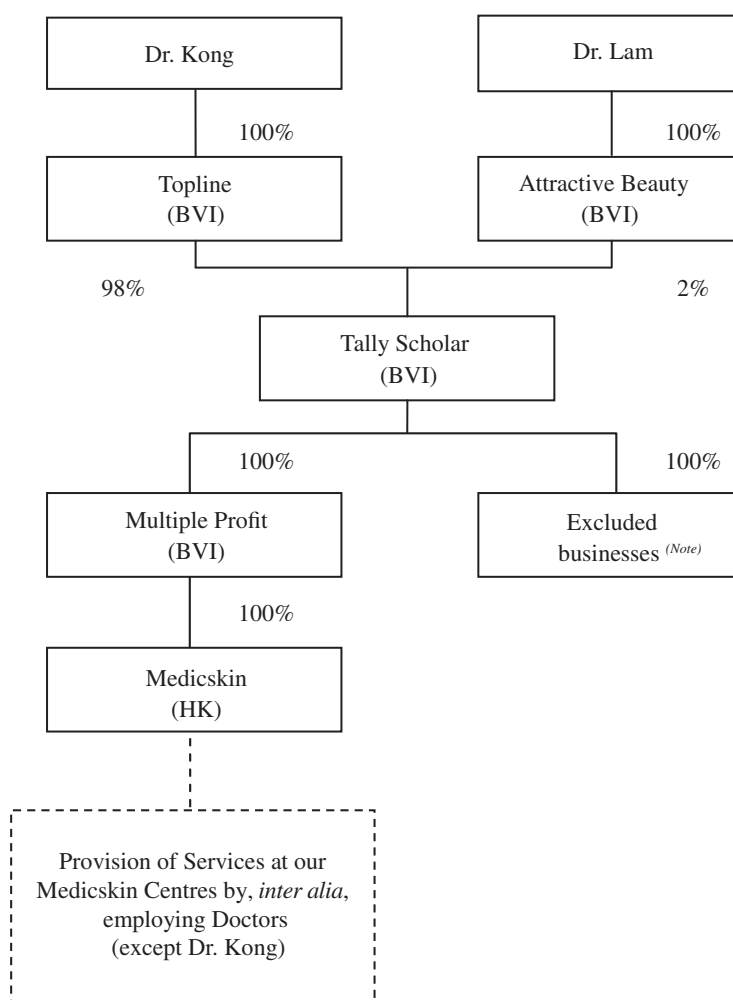 Dr. Kong
Dr. Lam
100%
100%
Topline
(BVI)
Attractive Beauty
(BVI)
98%
2%
Tally Scholar
(BVI)
100%
100%
Multiple Profit
(BVI)
Excluded
businesses (Note)
100%
Medicskin
(HK)
Provision of Services at our
Medicskin Centres by, inter alia,
employing Doctors
(except Dr. Kong)